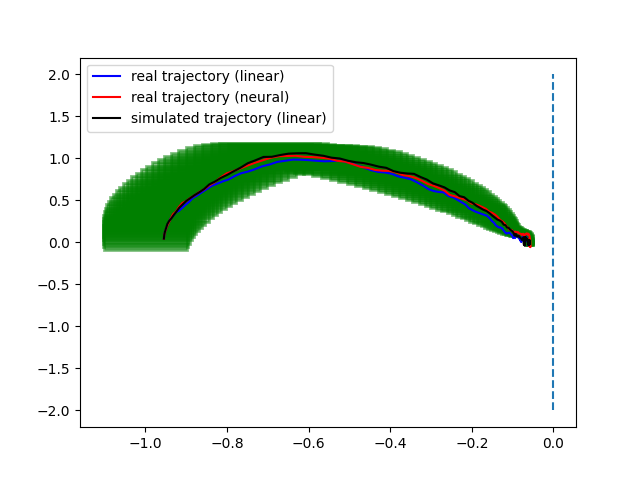 real trajectory (linear)
real trajectory (neural)
simulated trajectory (linear)
2.0
1.5
1.0
0.5
0.0
−0.5
−1.0
−1.5
−2.0
−1.0 −0.8 −0.6 −0.4 −0.2 0.0